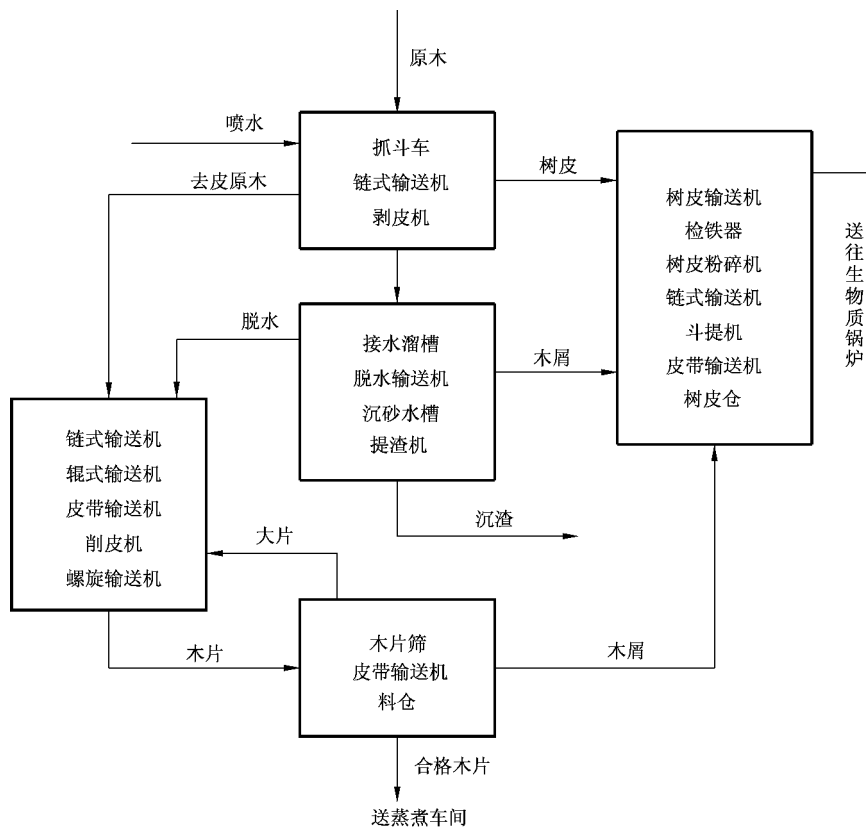 原木
喷水
抓斗车
链式输送机
剥皮机
去皮原木
树皮
树皮输送机
检铁器
树皮粉碎机
链式输送机
斗提机
皮带输送机
树皮仓
送往生物质锅炉
脱水
接水溜槽
脱水输送机
沉砂水槽
提渣机
木屑
沉渣
链式输送机
辊式输送机
皮带输送机
削皮机
螺旋输送机
大片
木片
木片筛
皮带输送机
料仓
木屑
合格木片
送蒸煮车间